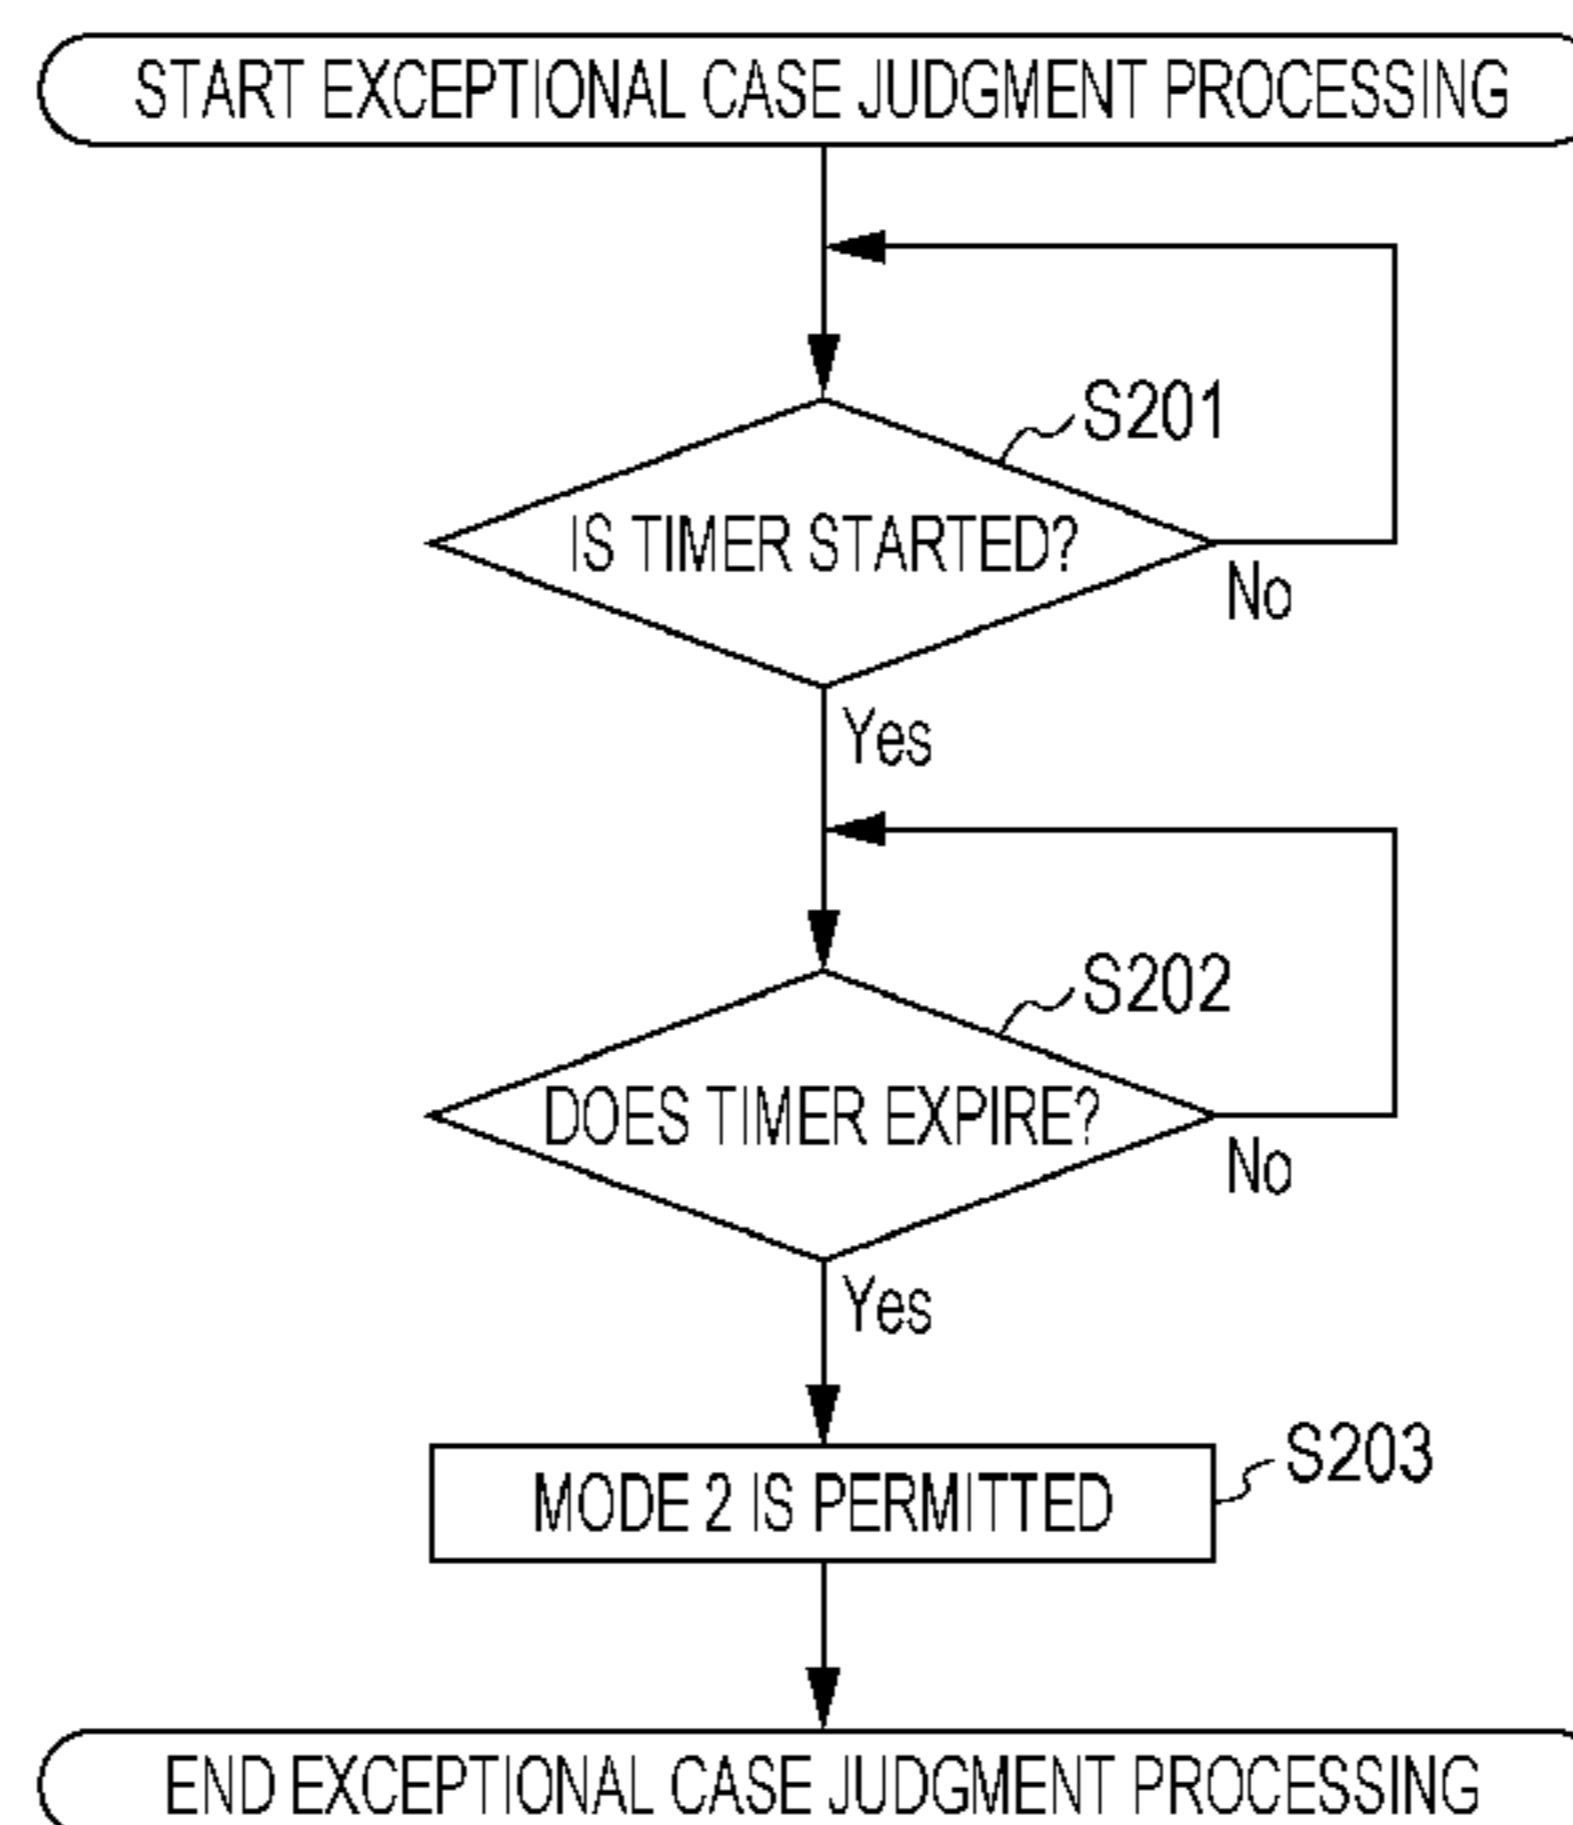 START EXCEPTIONAL CASE JUDGMENT PROCESSING
S201
IS TIMER STARTED?
No
Yes
S202
DOES TIMER EXPIRE?
No
Yes
S203
MODE 2 IS PERMITTED
END EXCEPTIONAL CASE JUDGMENT PROCESSING